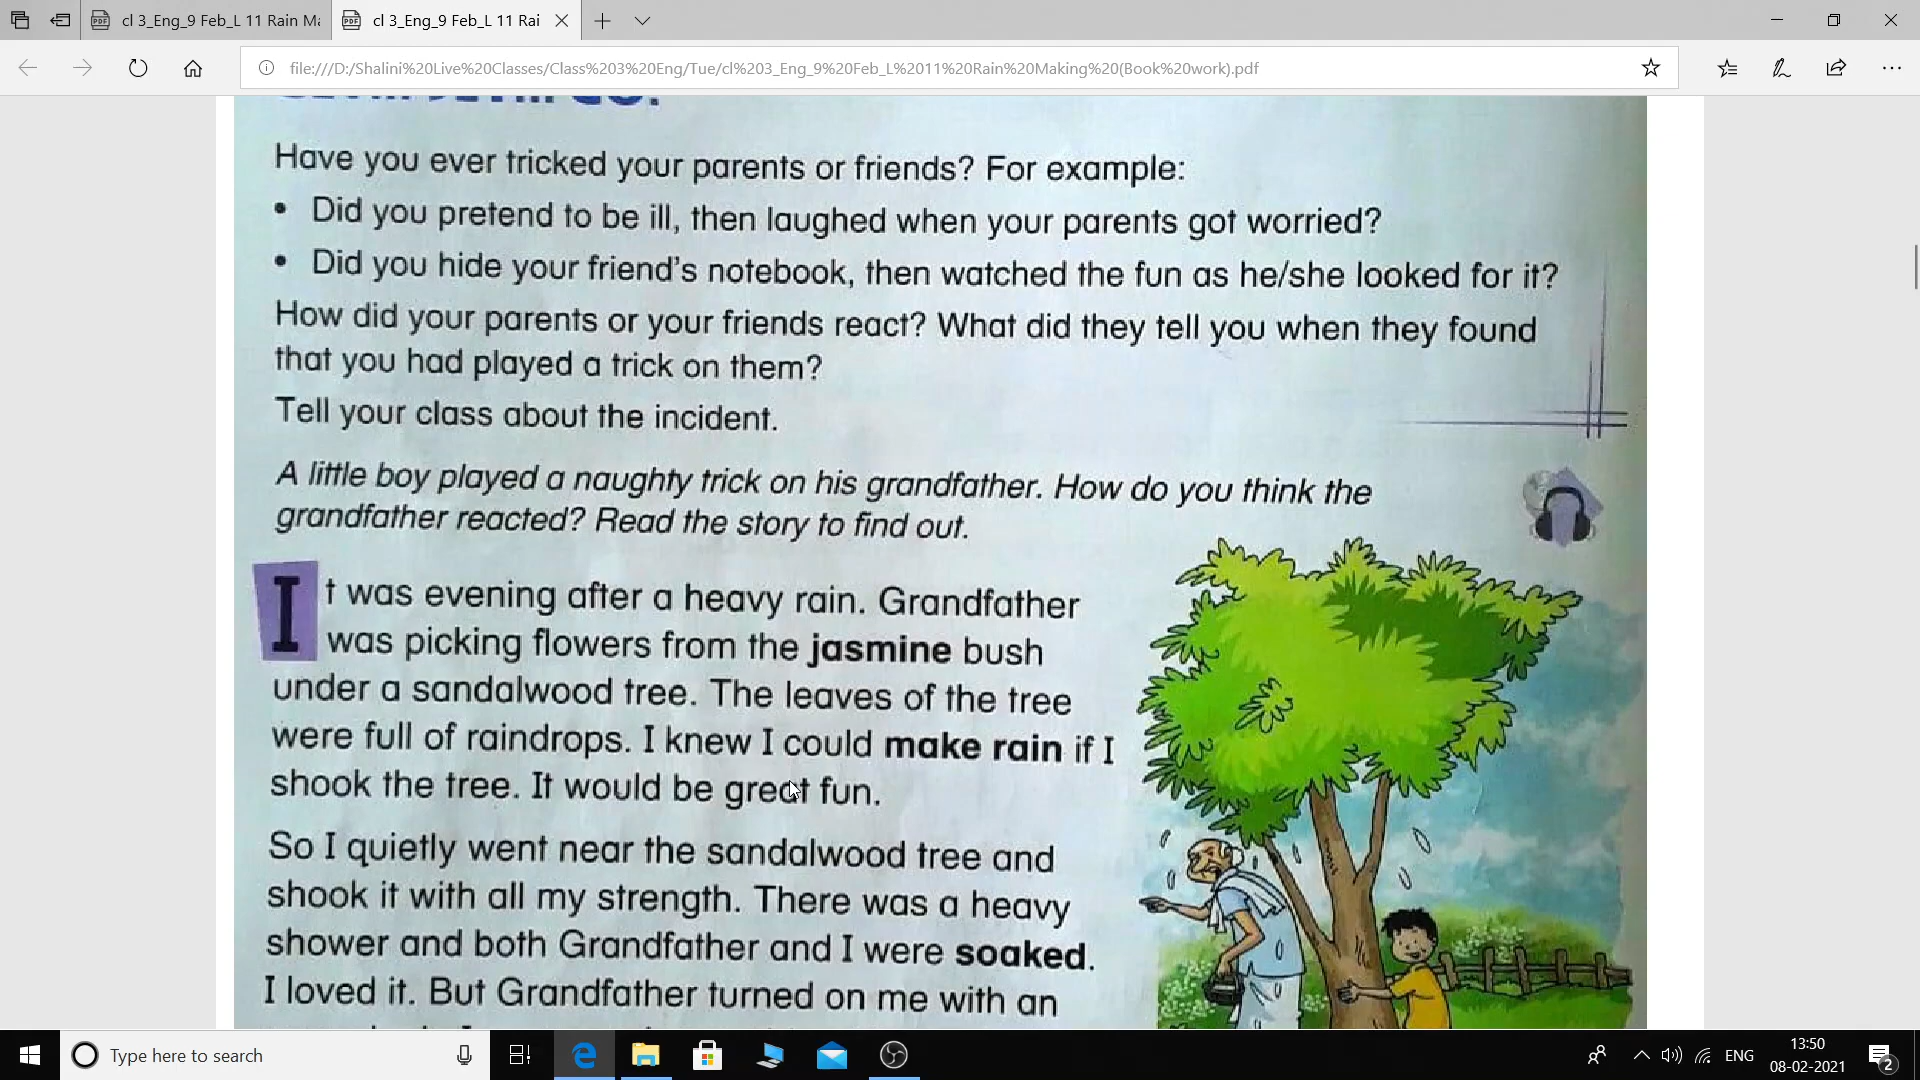 cl 3_Eng_9 Feb_L 11 Rain Ma
cl 3_Eng_9 Feb_L 11 Rai
file:///D:/Shalini%20Live%20Classes/Class%203%20Eng/Tue/cl%203_Eng_9%20Feb_L%2011%20Rain%20Making%20(Book%20work).pdf
Have you ever tricked your parents or friends? For example:
• Did you pretend to be ill, then laughed when your parents got worried?
• Did you hide your friend's notebook, then watched the fun as he/she looked for it?
How did your parents or your friends react? What did they tell you when they found
that you had played a trick on them?
Tell your class about the incident.
A little boy played a naughty trick on his grandfather. How do you think the
grandfather reacted? Read the story to find out.
It was evening after a heavy rain. Grandfather
was picking flowers from the jasmine bush
under a sandalwood tree. The leaves of the tree
were full of raindrops. I knew I could make rain if I
shook the tree. It would be great fun.
So I quietly went near the sandalwood tree and
shook it with all my strength. There was a heavy
shower and both Grandfather and I were soaked.
I loved it. But Grandfather turned on me with an
Type here to search
ENG
13:50
08-02-2021
2